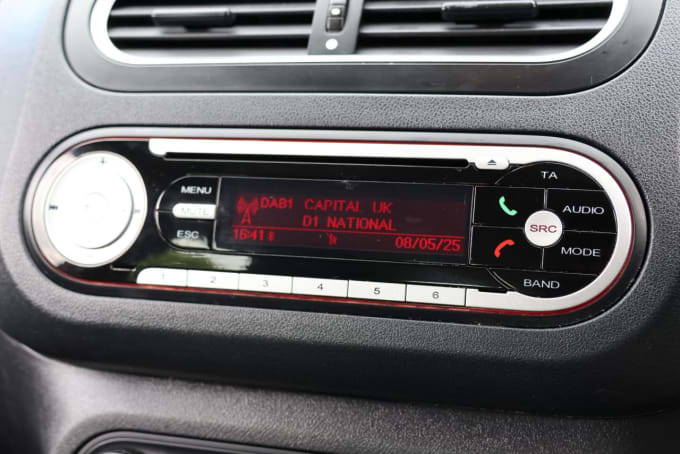 TA
MENU
DAB1 CAPITAL UK
AUDIO
MUTE
D1 NATIONAL
SRC
ESC
16:41
08/05/25
MODE
1 2 3 4 5 6
BAND